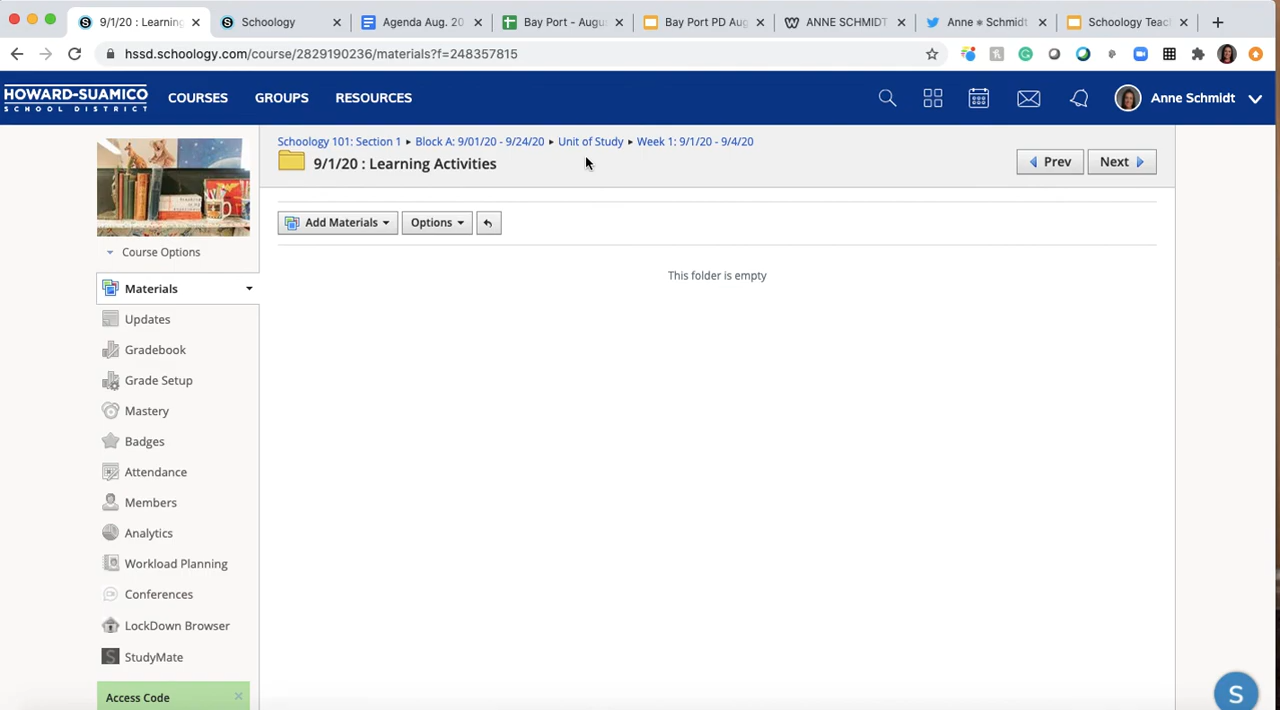 9/1/20 : Learning
Schoology
Agenda Aug. 20
Bay Port - Augu
Bay Port PD Aug
ANNE SCHMIDT
Anne Schmidt
Schoology Teac
hssd.schoology.com/course/2829190236/materials?f=248357815
HOWARD-SUAMICO
SCHOOL DISTRICT
COURSES
GROUPS
RESOURCES
Anne Schmidt
Schoology 101: Section 1 ▸ Block A: 9/01/20 - 9/24/20 ▸ Unit of Study ▸ Week 1: 9/1/20 - 9/4/20
9/1/20 : Learning Activities
Prev
Next
Add Materials
Options
This folder is empty
Course Options
Materials
Updates
Gradebook
Grade Setup
Mastery
Badges
Attendance
Members
Analytics
Workload Planning
Conferences
LockDown Browser
StudyMate
Access Code
S